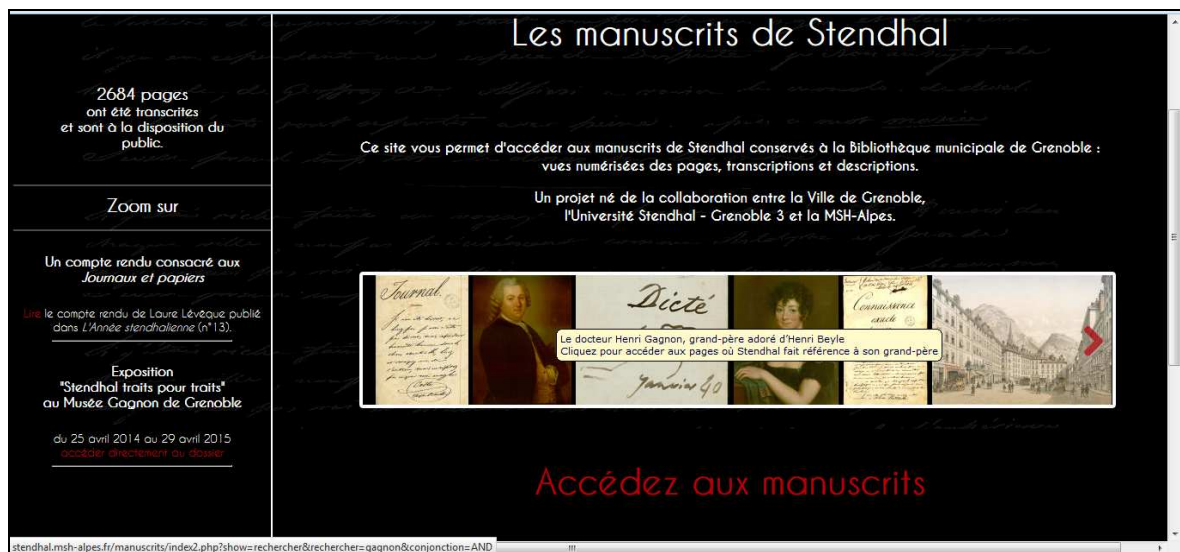 Les manuscrits de Stendhal
2684 pages
ont été transcrites
et sont à la disposition du
public.
Zoom sur
Un compte rendu consacré aux
Journaux et papiers
Lire le compte rendu de Laure Lévêque publié
dans L'Année stendhalienne (n°13).
Exposition
"Stendhal traits pour traits"
au Musée Gagnon de Grenoble
du 25 avril 2014 au 29 avril 2015
accéder directement au dossier
Ce site vous permet d'accéder aux manuscrits de Stendhal conservés à la Bibliothèque municipale de Grenoble :
vues numérisées des pages, transcriptions et descriptions.
Un projet né de la collaboration entre la Ville de Grenoble,
l'Université Stendhal - Grenoble 3 et la MSH-Alpes.
Journal.
Dicté
Connaissance
exacte
Le docteur Henri Gagnon, grand-père adoré d'Henri Beyle
Cliquez pour accéder aux pages où Stendhal fait référence à son grand-père
Janvier 40
Accédez aux manuscrits
stendhal.msh-alpes.fr/manuscrits/index2.php?show=rechercher&rechercher=gagnon&conjonction=AND